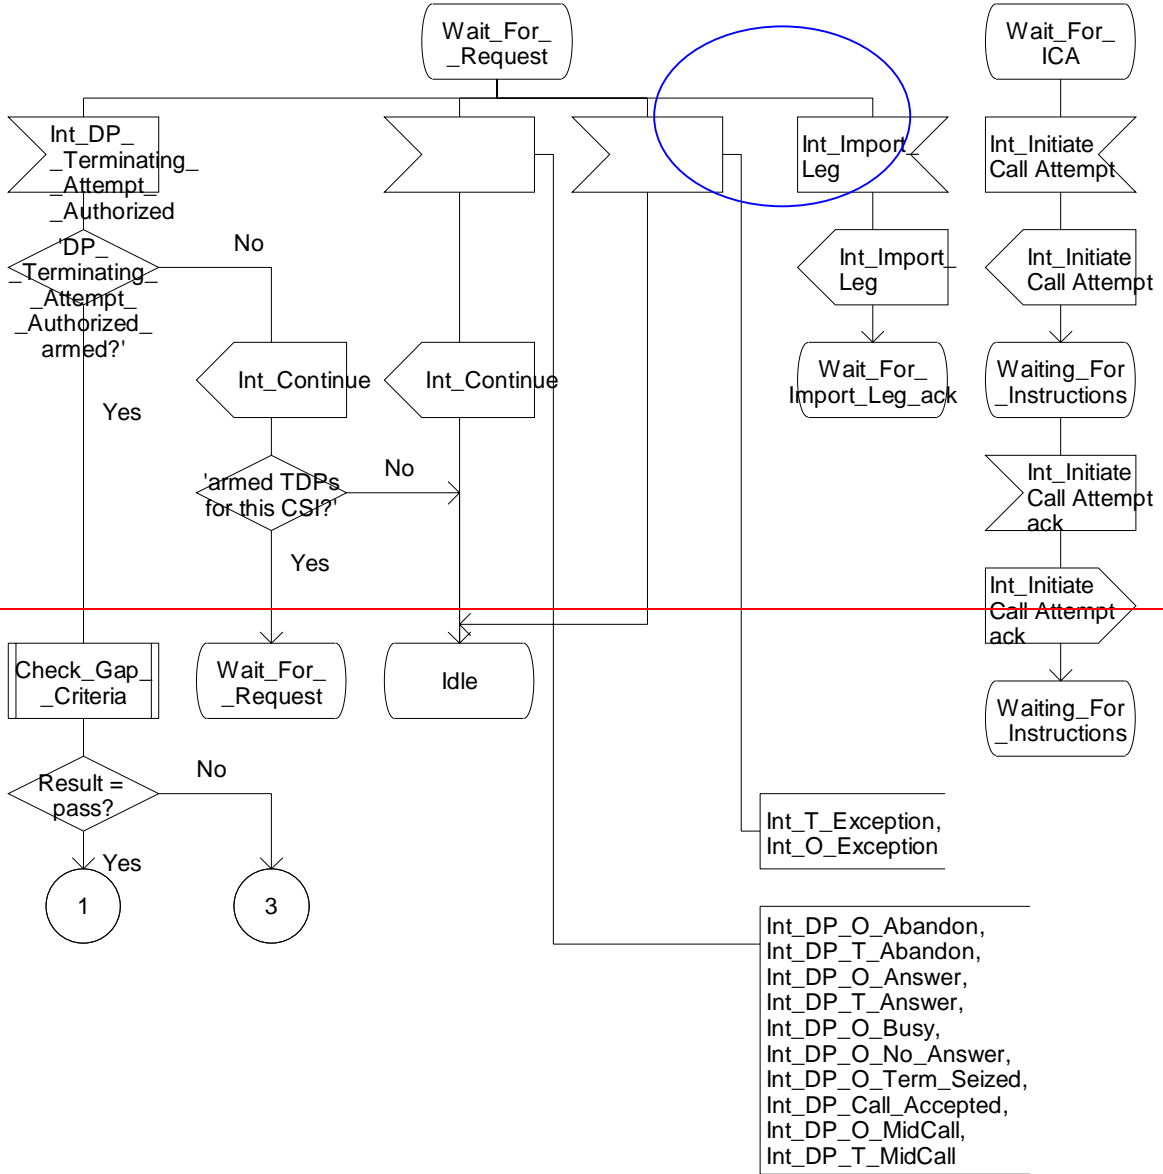 Wait_For_
_Request
Wait_For_
ICA
Int_DP_
_Terminating_
_Attempt_
_Authorized
Int_Import_
Leg
Int_Initiate
Call Attempt
'DP_
_Terminating_
_Attempt_
_Authorized_
armed?'
No
Int_Import_
Leg
Int_Initiate
Call Attempt
Yes
Int_Continue
Int_Continue
Wait_For_
Import_Leg_ack
Waiting_For
_Instructions
'armed TDPs
for this CSI?'
No
Yes
Int_Initiate
Call Attempt
ack
Int_Initiate
Call Attempt
ack
Check_Gap_
_Criteria
Wait_For_
_Request
Idle
Waiting_For
_Instructions
Result =
pass?
No
Yes
1
3
Int_T_Exception,
Int_O_Exception
Int_DP_O_Abandon,
Int_DP_T_Abandon,
Int_DP_O_Answer,
Int_DP_T_Answer,
Int_DP_O_Busy,
Int_DP_O_No_Answer,
Int_DP_O_Term_Seized,
Int_DP_Call_Accepted,
Int_DP_O_MidCall,
Int_DP_T_MidCall